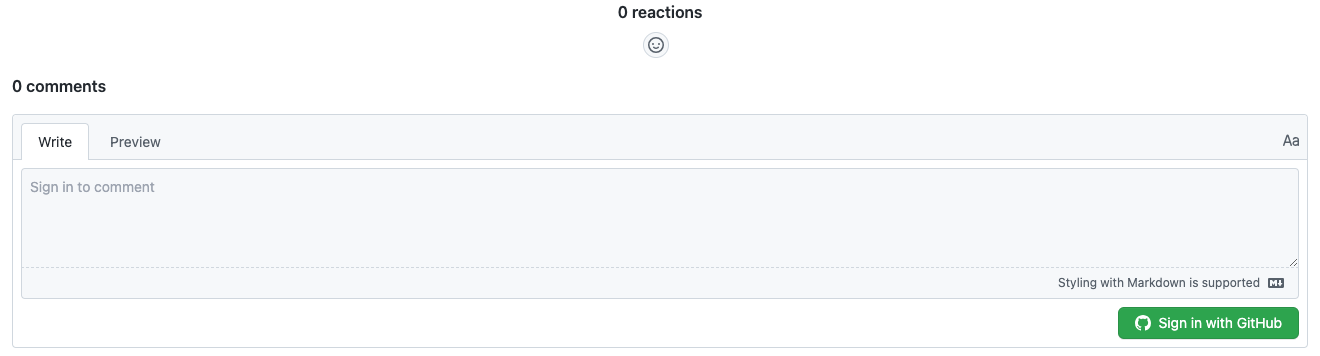 0 reactions
0 comments
Write Preview Aa
Sign in to comment
Styling with Markdown is supported
Sign in with GitHub